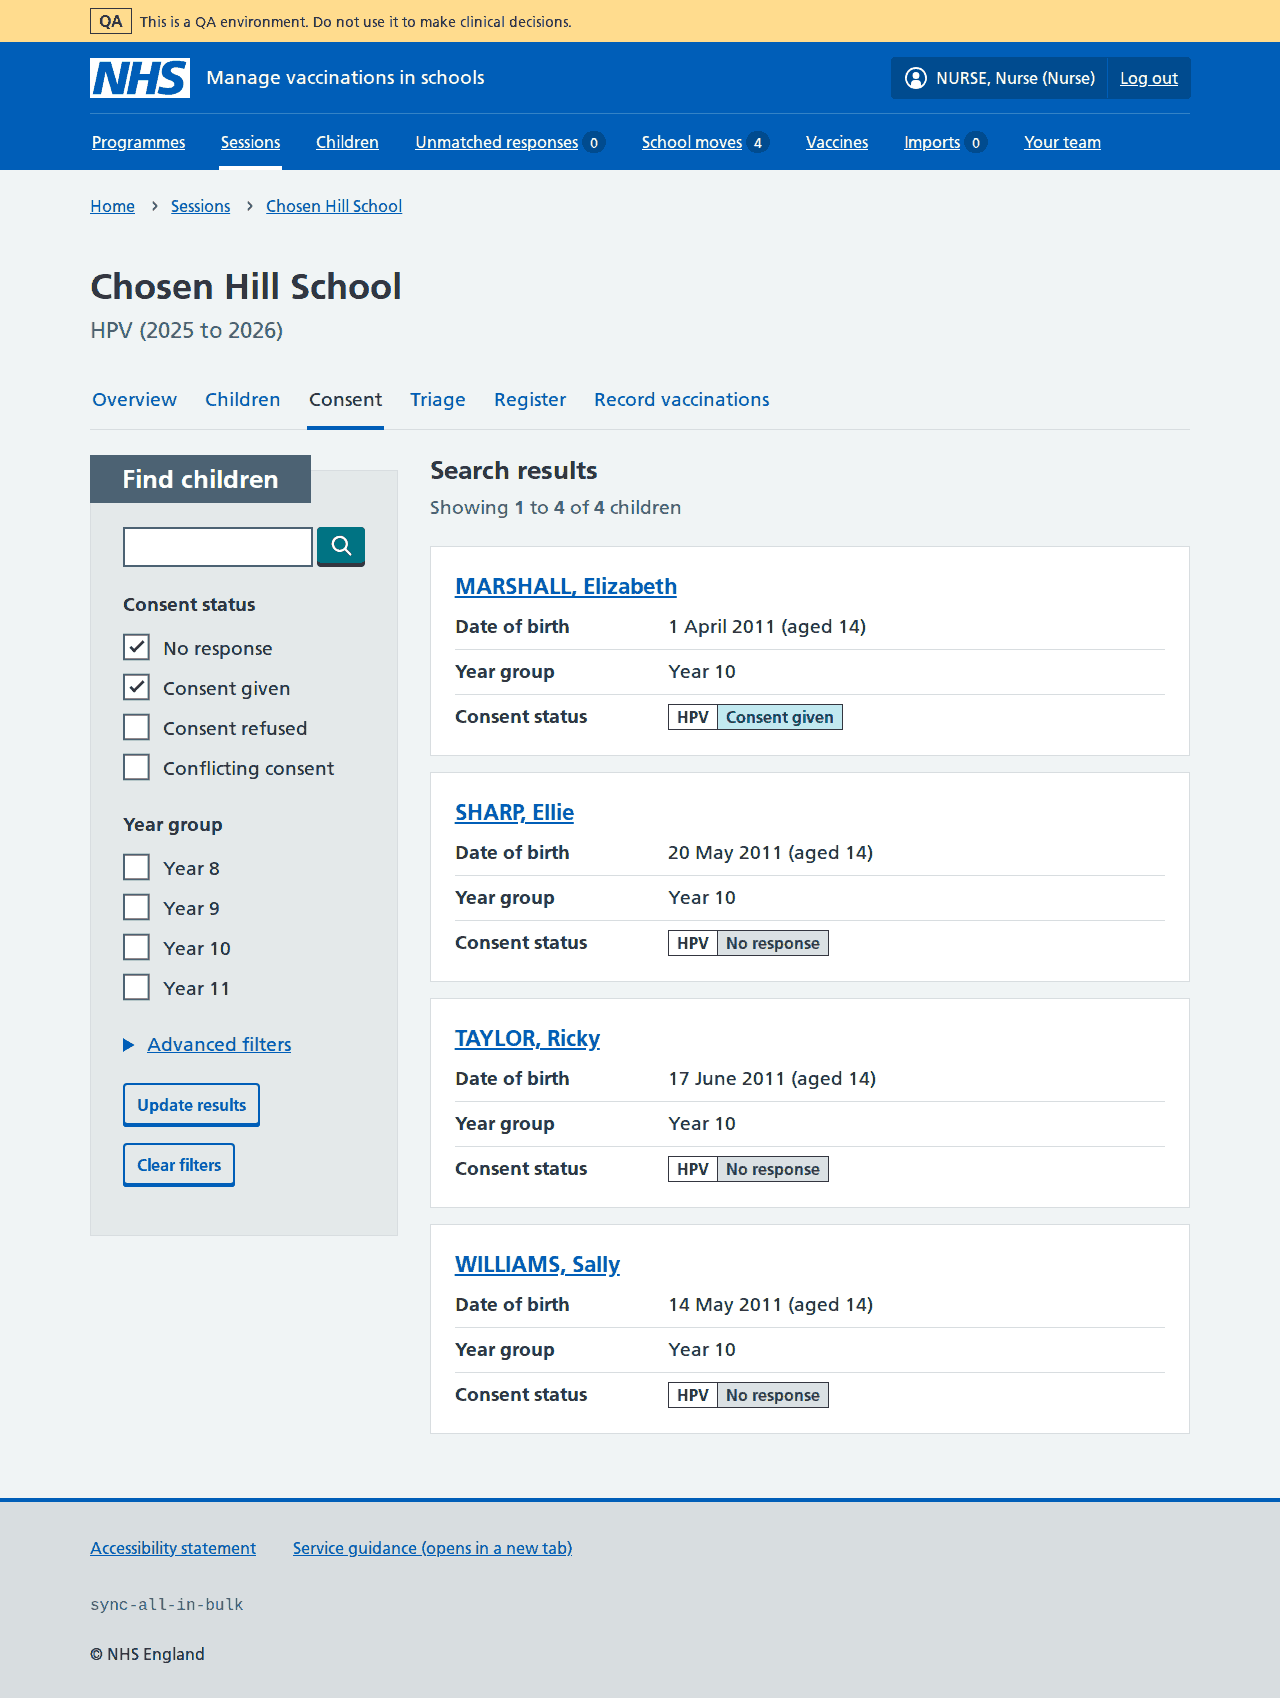 QA This is a QA environment. Do not use it to make clinical decisions.
NHS Manage vaccinations in schools NURSE, Nurse (Nurse) Log out
Programmes Sessions Children Unmatched responses 0 School moves 4 Vaccines Imports 0 Your team
Home Sessions Chosen Hill School
Chosen Hill School
HPV (2025 to 2026)
Overview Children Consent Triage Register Record vaccinations
Find children
Consent status
No response
Consent given
Consent refused
Conflicting consent
Year group
Year 8
Year 9
Year 10
Year 11
Advanced filters
Update results
Clear filters
Search results
Showing 1 to 4 of 4 children
MARSHALL, Elizabeth
Date of birth 1 April 2011 (aged 14)
Year group Year 10
Consent status HPV Consent given
SHARP, Ellie
Date of birth 20 May 2011 (aged 14)
Year group Year 10
Consent status HPV No response
TAYLOR, Ricky
Date of birth 17 June 2011 (aged 14)
Year group Year 10
Consent status HPV No response
WILLIAMS, Sally
Date of birth 14 May 2011 (aged 14)
Year group Year 10
Consent status HPV No response
Accessibility statement Service guidance (opens in a new tab)
sync-all-in-bulk
© NHS England